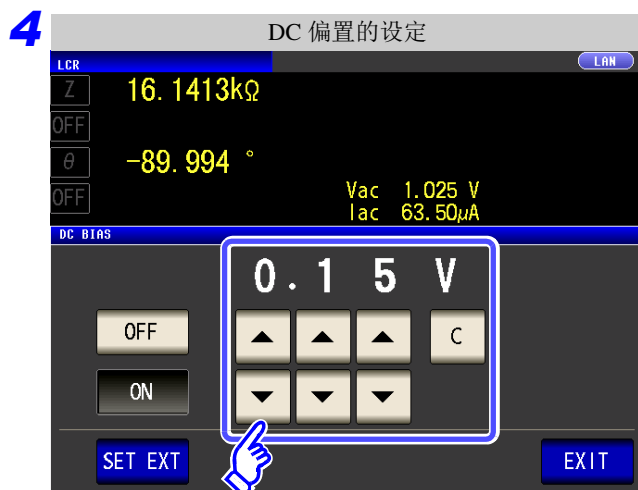 4
DC 偏置的设定
LCR
LAN
Z 16.1413kΩ
OFF
θ -89.994 °
OFF
Vac 1.025 V
Iac 63.50μA
DC BIAS
0.15 V
OFF
C
ON
SET EXT
EXIT